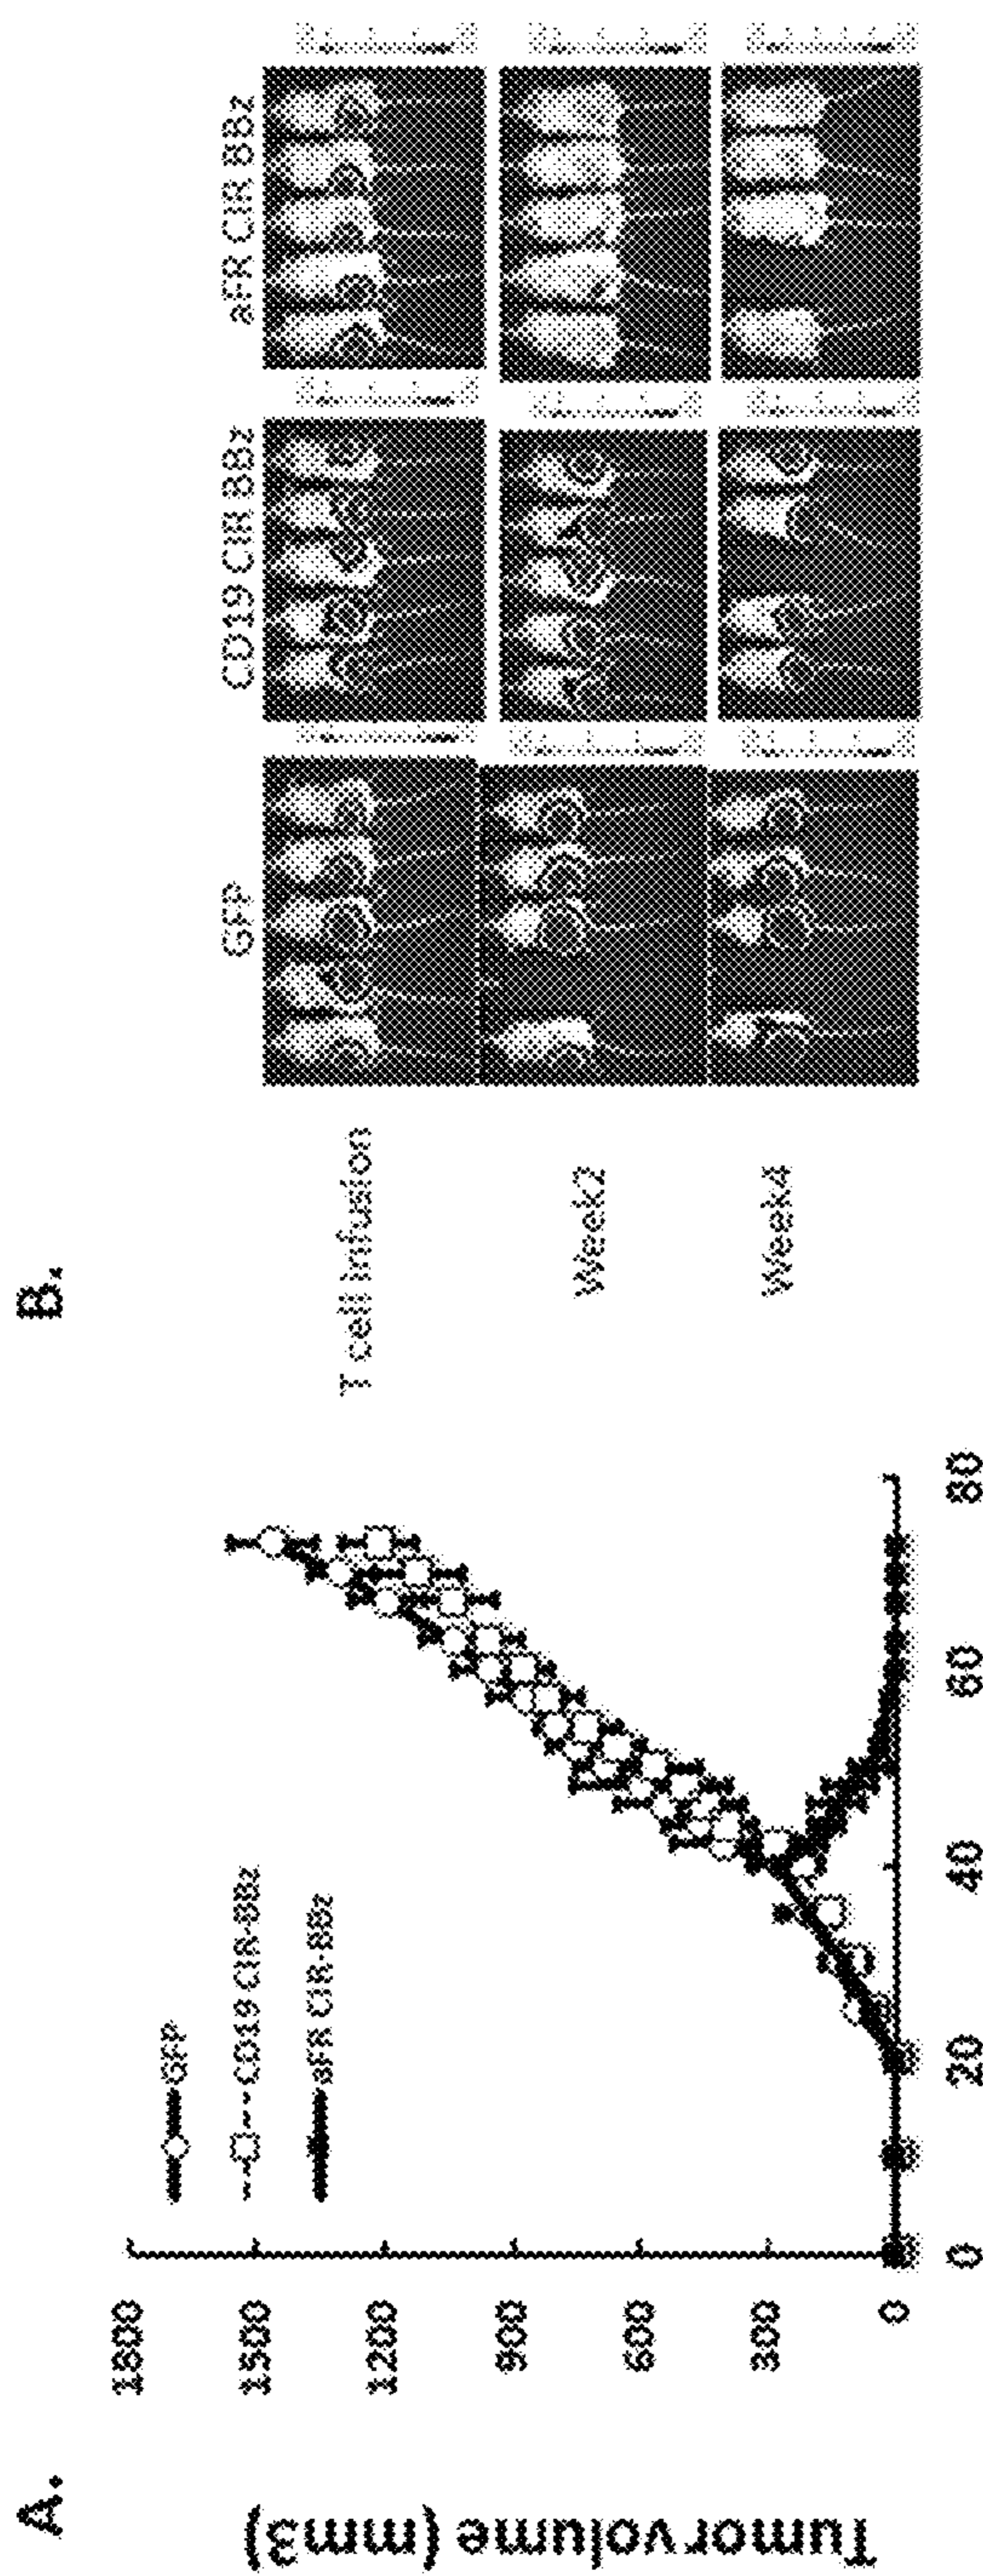 A.
Tumor volume (mm3)
1800
1500
1200
900
600
300
0
0
20
40
60
80
GFP
CD19 CIR-BBz
aFR CIR-BBz
B.
GFP
CD19 CIR BBz
aFR CIR BBz
T cell Infusion
Week2
Week4